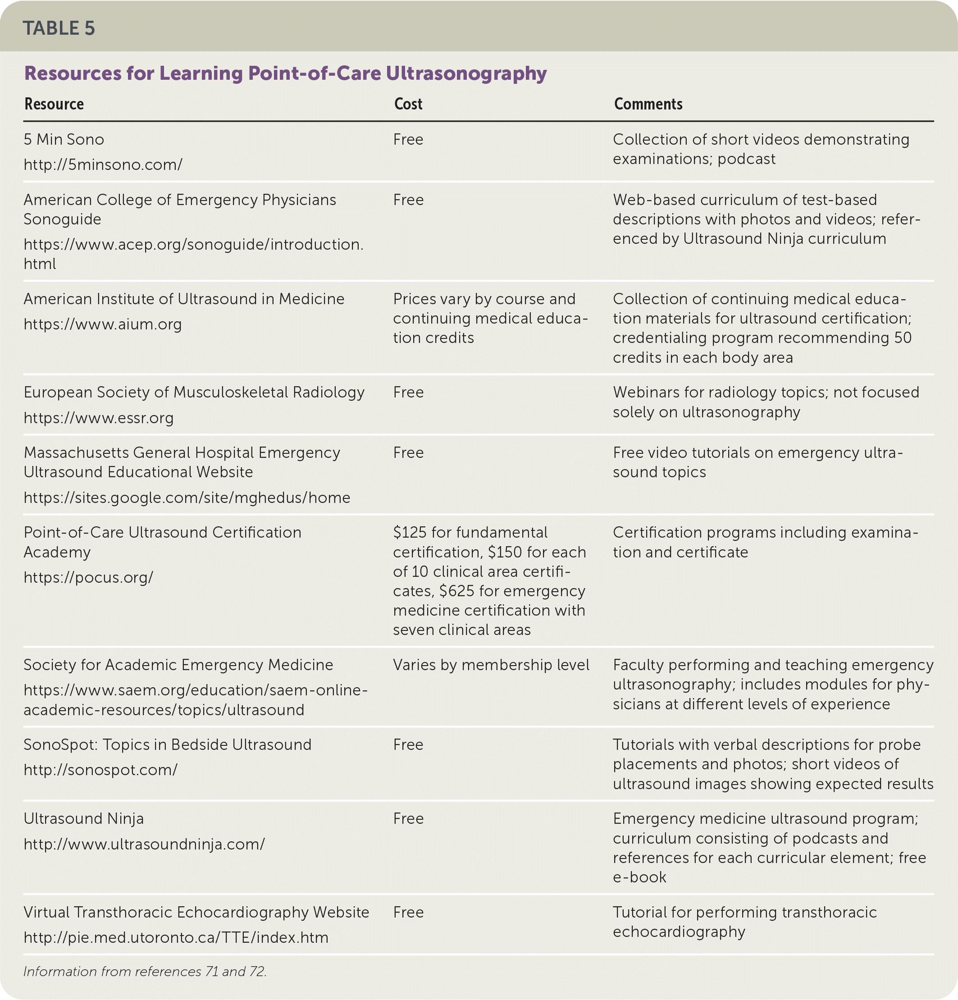 TABLE 5
Resources for Learning Point-of-Care Ultrasonography
Resource Cost Comments
5 Min Sono
http://5minsono.com/
Free
Collection of short videos demonstrating
examinations; podcast
American College of Emergency Physicians
Sonoguide
https://www.acep.org/sonoguide/introduction.
html
Free
Web-based curriculum of test-based
descriptions with photos and videos; refer-
enced by Ultrasound Ninja curriculum
American Institute of Ultrasound in Medicine
https://www.aium.org
Prices vary by course and
continuing medical educa-
tion credits
Collection of continuing medical educa-
tion materials for ultrasound certification;
credentialing program recommending 50
credits in each body area
European Society of Musculoskeletal Radiology
https://www.essr.org
Free
Webinars for radiology topics; not focused
solely on ultrasonography
Massachusetts General Hospital Emergency
Ultrasound Educational Website
https://sites.google.com/site/mghedus/home
Free
Free video tutorials on emergency ultra-
sound topics
Point-of-Care Ultrasound Certification
Academy
https://pocus.org/
$125 for fundamental
certification, $150 for each
of 10 clinical area certifi-
cates, $625 for emergency
medicine certification with
seven clinical areas
Certification programs including examina-
tion and certificate
Society for Academic Emergency Medicine
https://www.saem.org/education/saem-online-
academic-resources/topics/ultrasound
Varies by membership level
Faculty performing and teaching emergency
ultrasonography; includes modules for phy-
sicians at different levels of experience
SonoSpot: Topics in Bedside Ultrasound
http://sonospot.com/
Free
Tutorials with verbal descriptions for probe
placements and photos; short videos of
ultrasound images showing expected results
Ultrasound Ninja
http://www.ultrasoundninja.com/
Free
Emergency medicine ultrasound program;
curriculum consisting of podcasts and
references for each curricular element; free
e-book
Virtual Transthoracic Echocardiography Website
http://pie.med.utoronto.ca/TTE/index.htm
Free
Tutorial for performing transthoracic
echocardiography
Information from references 71 and 72.